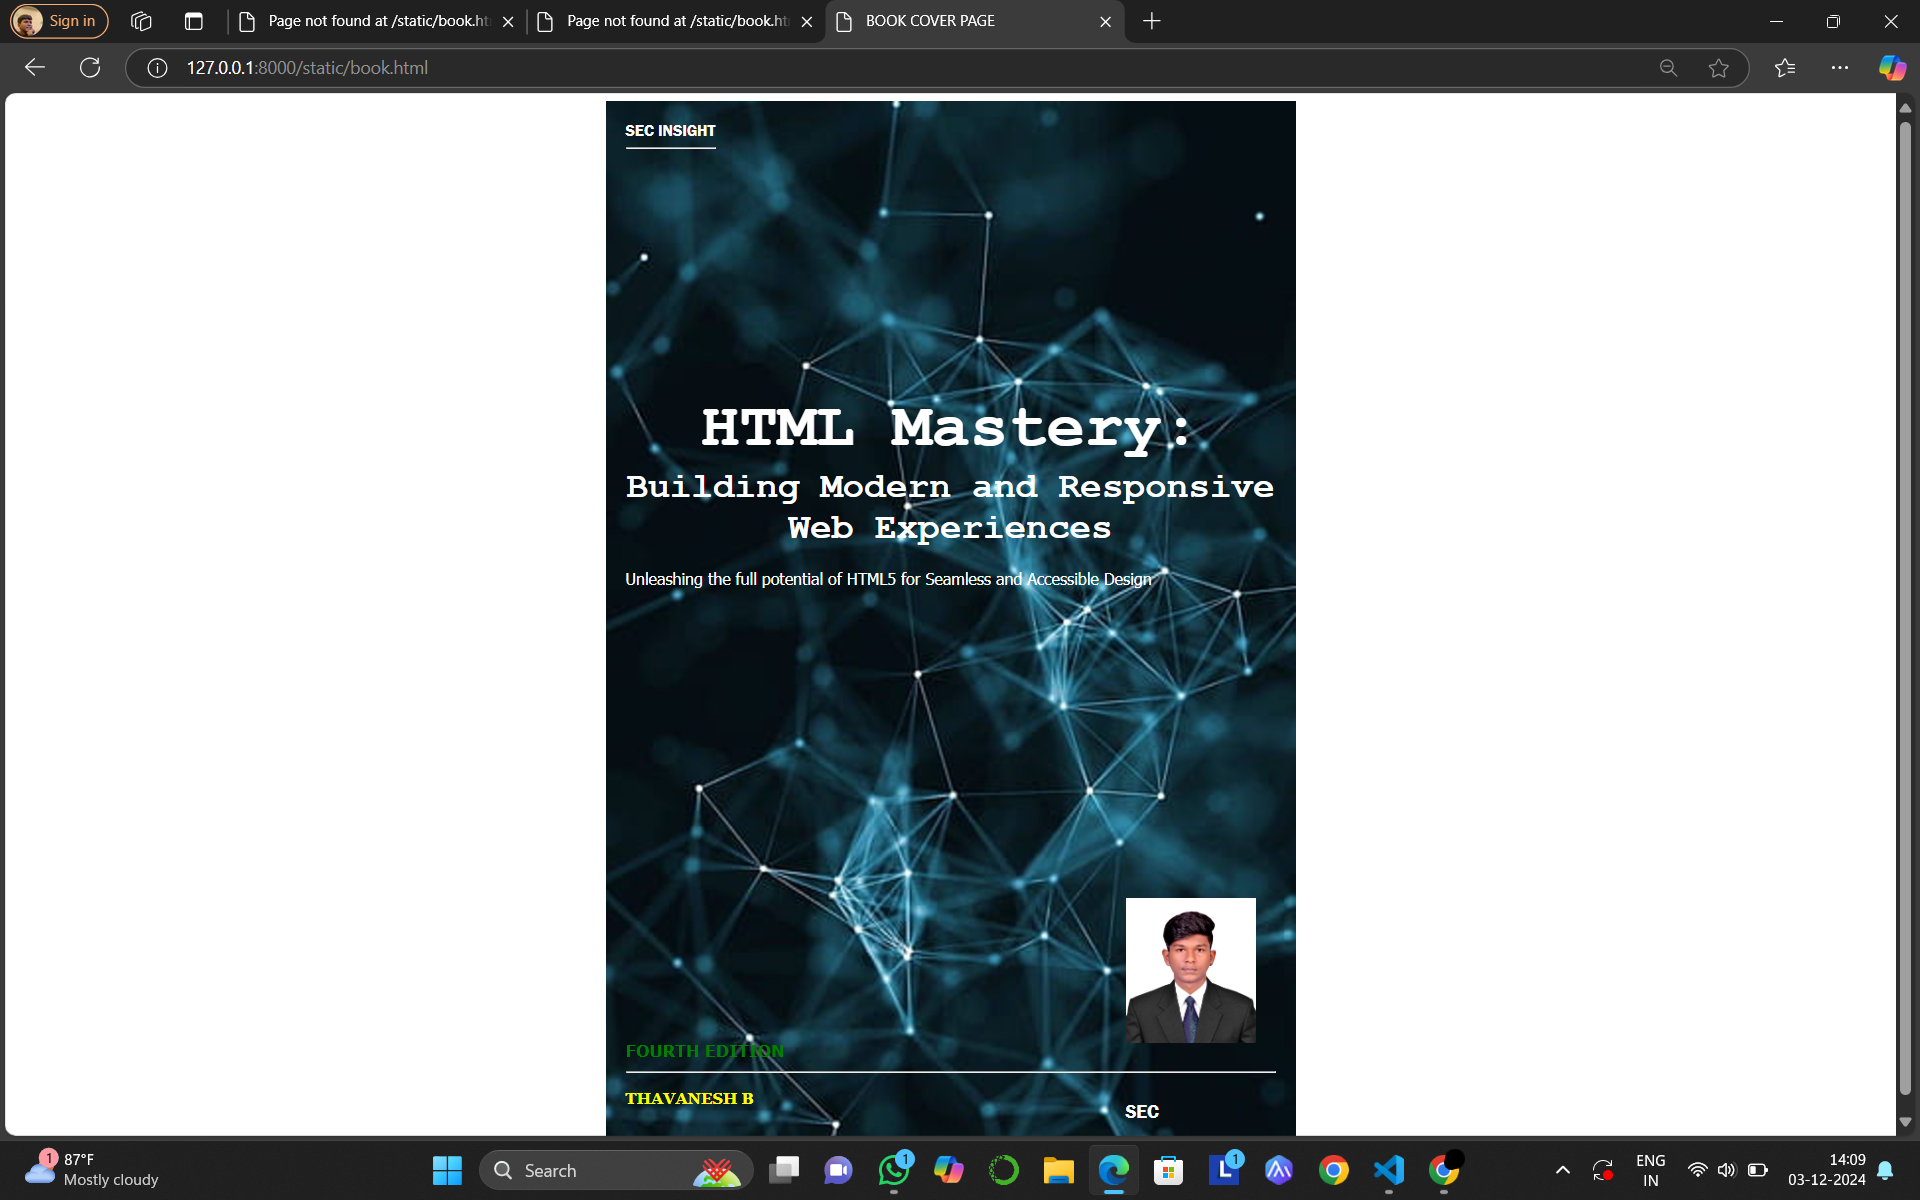 Sign in
Page not found at /static/book.ht
Page not found at /static/book.ht
BOOK COVER PAGE
127.0.0.1:8000/static/book.html
SEC INSIGHT
HTML Mastery:
Building Modern and Responsive
Web Experiences
Unleashing the full potential of HTML5 for Seamless and Accessible Design
FOURTH EDITION
THAVANESH B
SEC
1
87°F
Mostly cloudy
Search
1
L
1
ENG
IN
14:09
03-12-2024